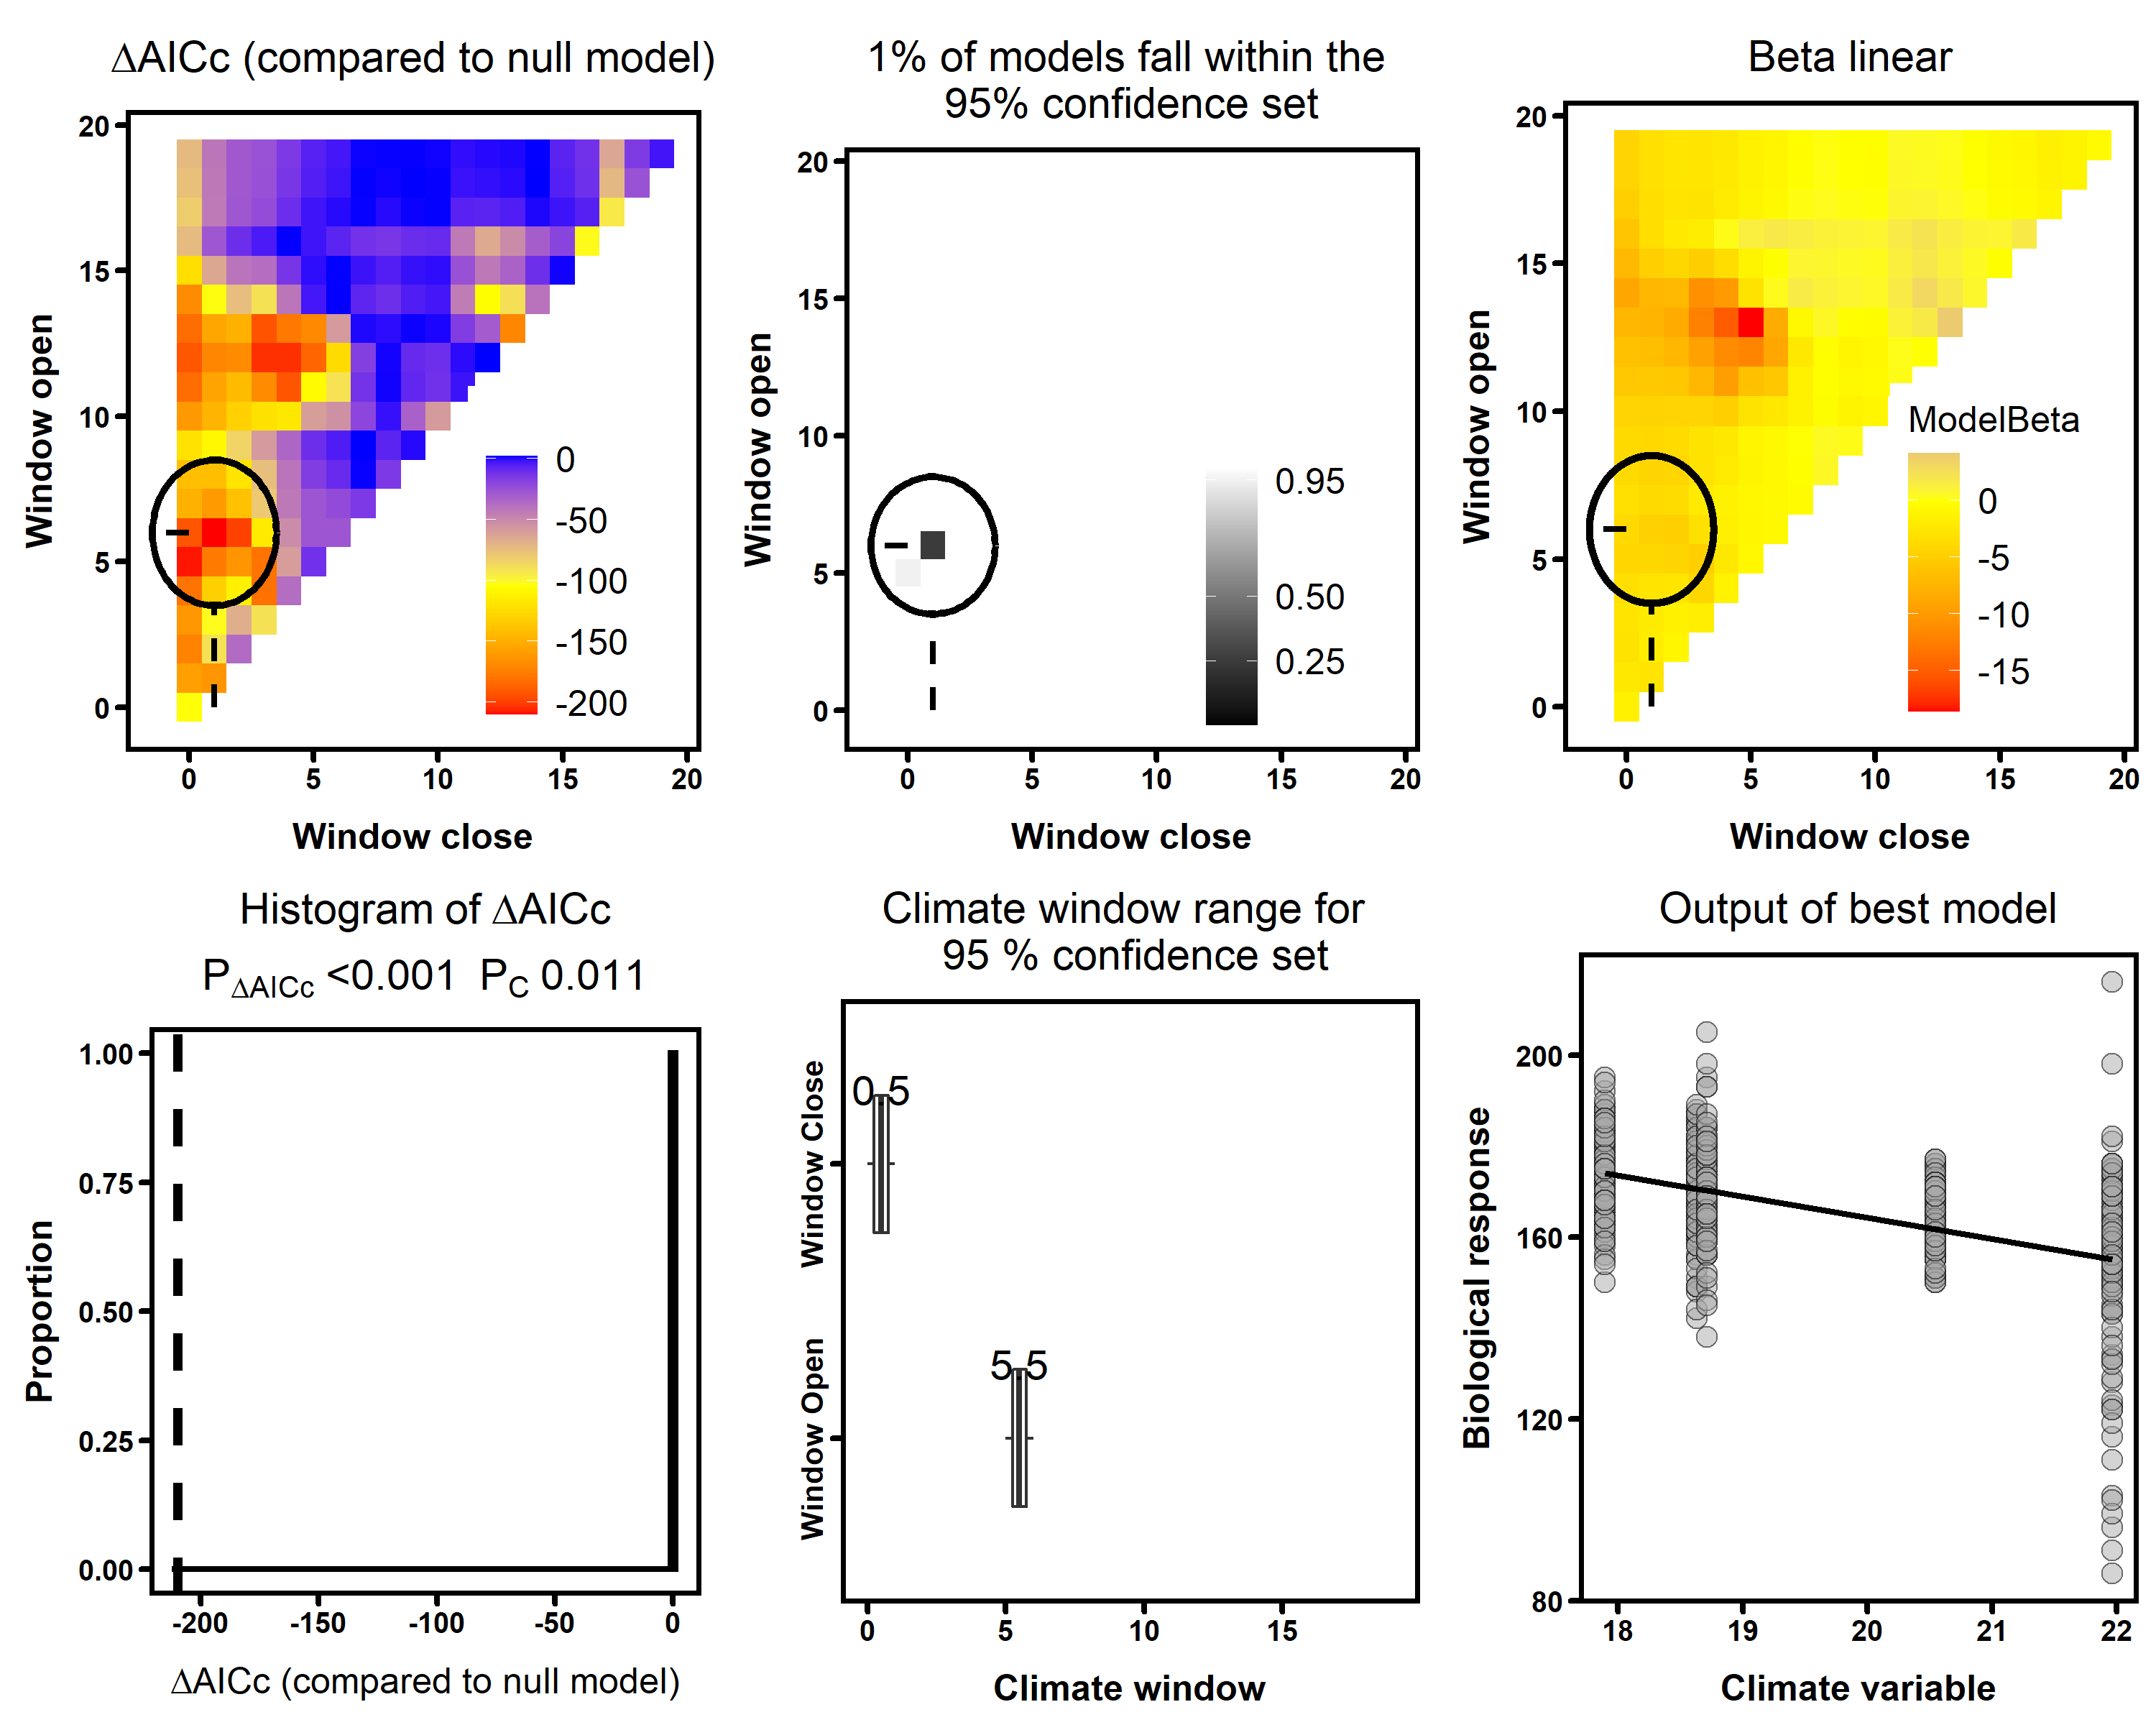 ΔAICc (compared to null model)
20
15
10
5
0
Window open
0
-50
-100
-150
-200
0 5 10 15 20
Window close
1% of models fall within the
95% confidence set
20
15
10
5
0
Window open
0.95
0.50
0.25
0 5 10 15 20
Window close
Beta linear
20
15
10
5
0
Window open
ModelBeta
0
-5
-10
-15
0 5 10 15 20
Window close
Histogram of ΔAICc
PΔAICc <0.001 PC 0.011
1.00
0.75
0.50
0.25
0.00
Proportion
-200 -150 -100 -50 0
ΔAICc (compared to null model)
Climate window range for
95 % confidence set
Window Close
0.5
Window Open
5.5
0 5 10 15
Climate window
Output of best model
200
160
120
80
Biological response
18 19 20 21 22
Climate variable